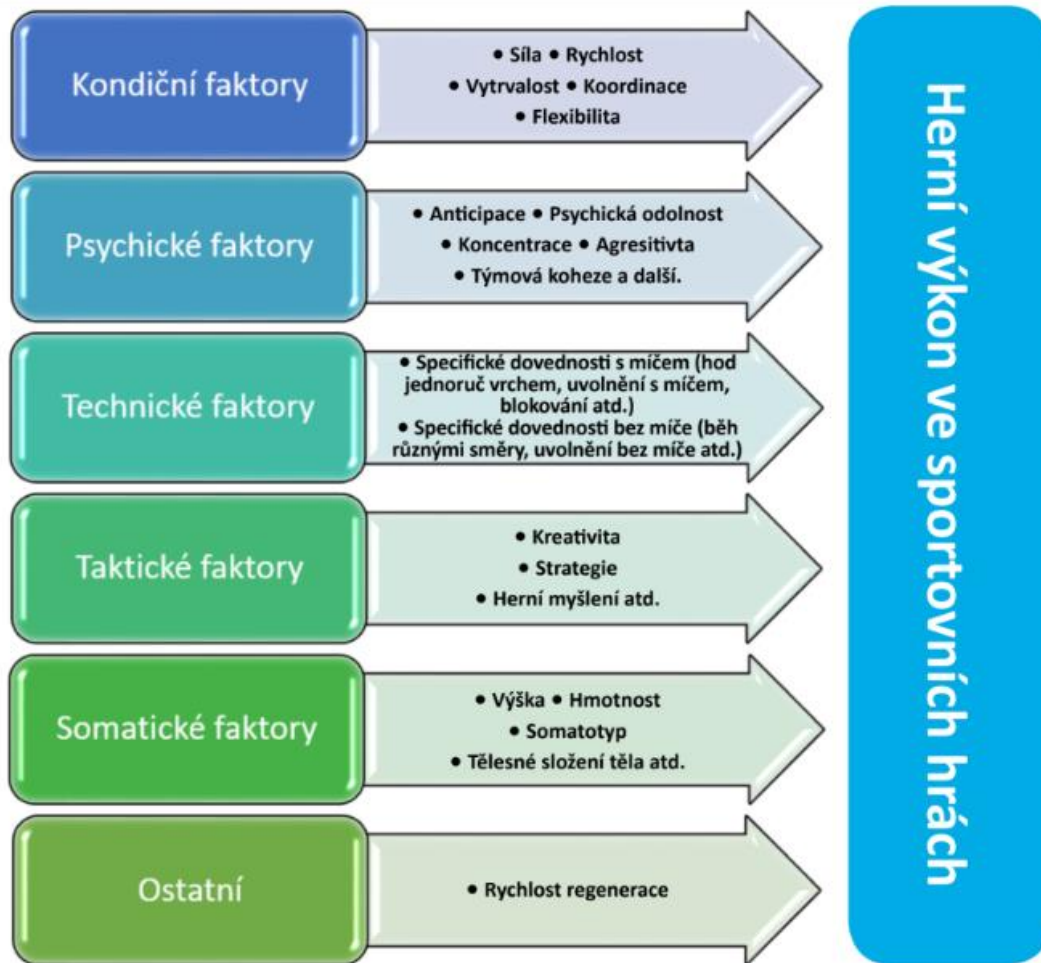 Kondiční faktory
• Síla • Rychlost
• Vytrvalost • Koordinace
• Flexibilita
Psychické faktory
• Anticipace • Psychická odolnost
• Koncentrace • Agresitivta
• Týmová koheze a další.
Technické faktory
• Specifické dovednosti s míčem (hod
jednoruč vrchem, uvolnění s míčem,
blokování atd.)
• Specifické dovednosti bez míče (běh
různými směry, uvolnění bez míče atd.)
Taktické faktory
• Kreativita
• Strategie
• Herní myšlení atd.
Somatické faktory
• Výška • Hmotnost
• Somatotyp
• Tělesné složení těla atd.
Ostatní
• Rychlost regenerace
Herní výkon ve sportovních hrách